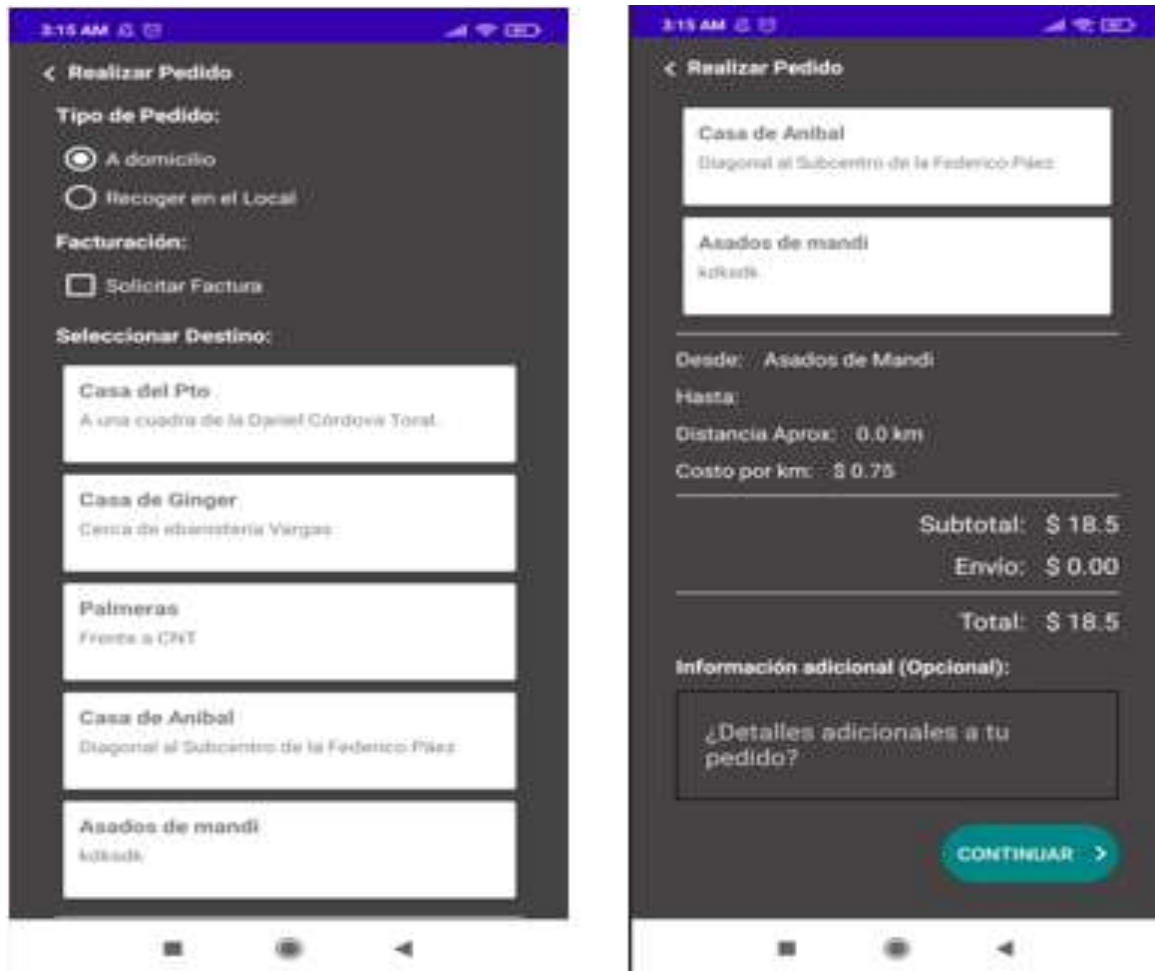 3:15 AM
< Realizar Pedido
Tipo de Pedido:
A domicilio
Recoger en el Local
Facturación:
Solicitar Factura
Seleccionar Destino:
Casa del Pto
A una cuadra de la Daniel Córdova Toral.
Casa de Ginger
Cerca de ebanistería Vargas
Palmeras
Frente a CNT
Casa de Anibal
Diagonal al Subcentro de la Federico Páez
Asados de mandi
kdksdk
3:15 AM
< Realizar Pedido
Casa de Anibal
Diagonal al Subcentro de la Federico Páez
Asados de mandi
kdksdk
Desde: Asados de Mandi
Hasta:
Distancia Aprox: 0.0 km
Costo por km: $ 0.75
Subtotal: $ 18.5
Envío: $ 0.00
Total: $ 18.5
Información adicional (Opcional):
¿Detalles adicionales a tu
pedido?
CONTINUAR >